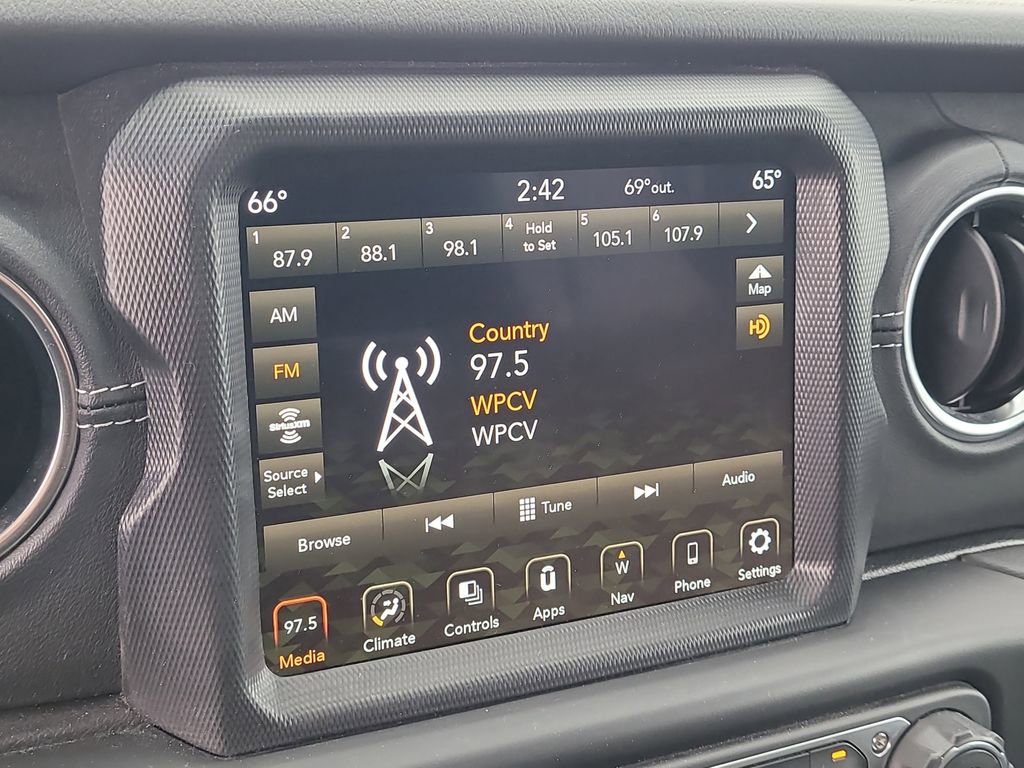 66° 2:42 69°out. 65°
1 87.9
2 88.1
3 98.1
4 Hold
to Set
5 105.1
6 107.9
Map
AM
HD
Country
FM
97.5
SiriusXM
WPCV
WPCV
Source
Select
Browse
Tune
Audio
97.5
W
Media
Climate
Controls
Apps
Nav
Phone
Settings